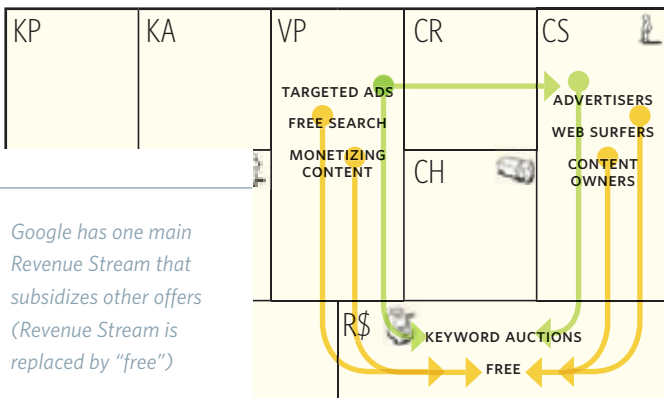 KP
KA
VP
CR
CS
TARGETED ADS
FREE SEARCH
MONETIZING
CONTENT
ADVERTISERS
WEB SURFERS
CONTENT
OWNERS
CH
Google has one main
Revenue Stream that
subsidizes other offers
(Revenue Stream is
replaced by “free”)
R$
KEYWORD AUCTIONS
FREE